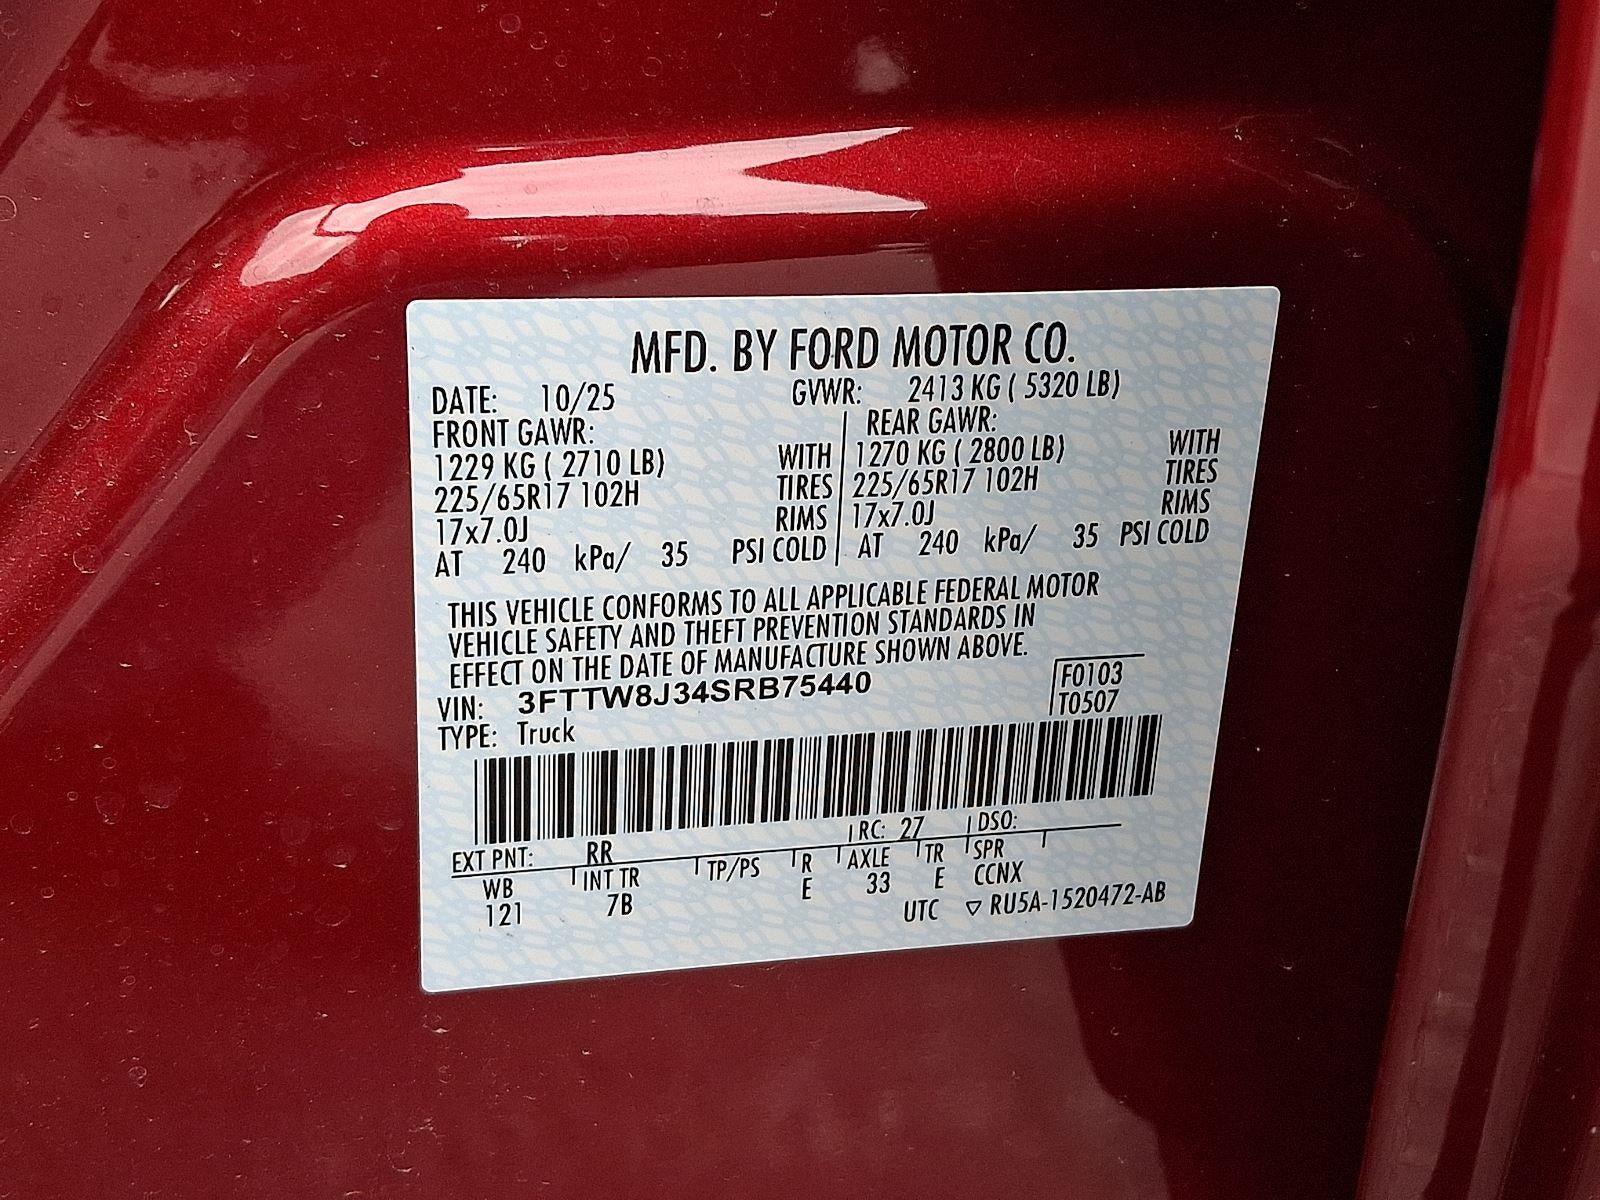 MFD. BY FORD MOTOR CO.
DATE: 10/25 GVWR: 2413 KG ( 5320 LB)
FRONT GAWR: REAR GAWR:
1229 KG ( 2710 LB) WITH 1270 KG ( 2800 LB) WITH
225/65R17 102H TIRES 225/65R17 102H TIRES
17x7.0J RIMS 17x7.0J RIMS
AT 240 kPa/ 35 PSI COLD AT 240 kPa/ 35 PSI COLD
THIS VEHICLE CONFORMS TO ALL APPLICABLE FEDERAL MOTOR
VEHICLE SAFETY AND THEFT PREVENTION STANDARDS IN
EFFECT ON THE DATE OF MANUFACTURE SHOWN ABOVE.
VIN: 3FTTW8J34SRB75440 F0103
TYPE: Truck T0507
RC: 27 DSO:
EXT PNT: RR
WB INT TR TP/PS R AXLE TR SPR
121 7B E 33 E CCNX
UTC ▽ RU5A-1520472-AB